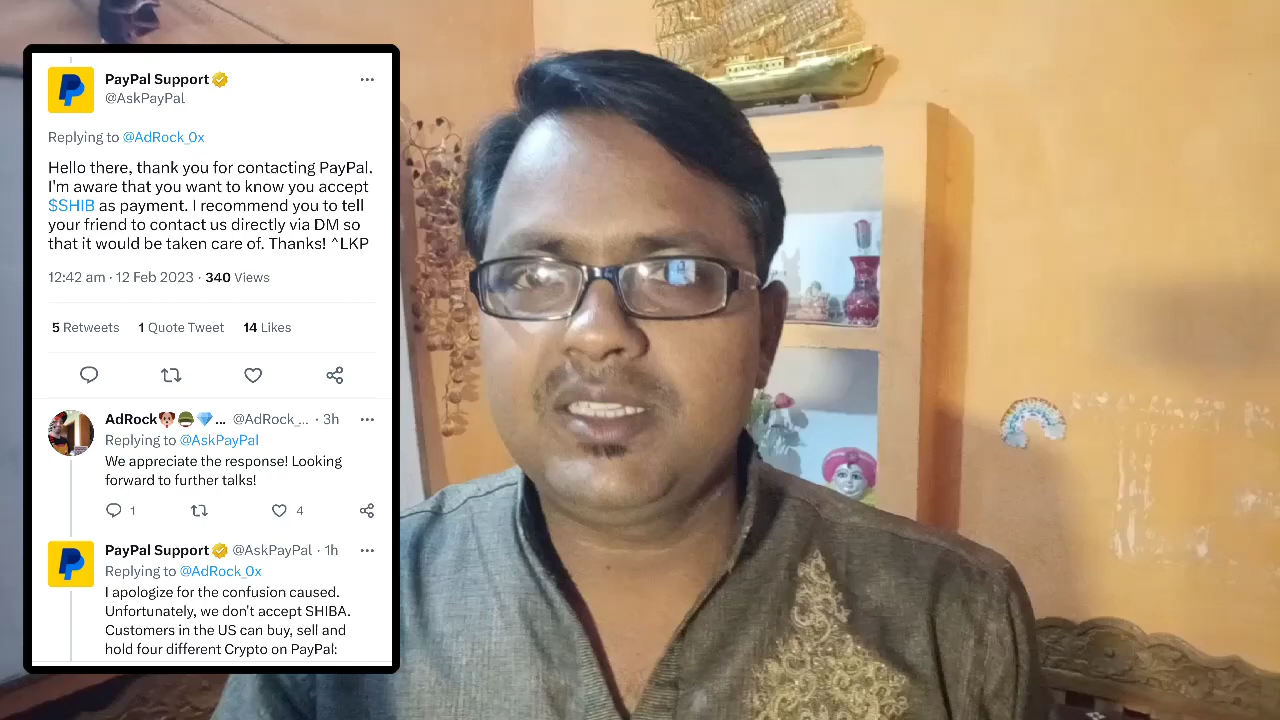 PayPal Support
@AskPayPal
Replying to @AdRock_0x
Hello there, thank you for contacting PayPal.
I'm aware that you want to know you accept
$SHIB as payment. I recommend you to tell
your friend to contact us directly via DM so
that it would be taken care of. Thanks! ^LKP
12:42 am · 12 Feb 2023 · 340 Views
5 Retweets 1 Quote Tweet 14 Likes
AdRock🐶🪖💎... @AdRock_... · 3h
Replying to @AskPayPal
We appreciate the response! Looking
forward to further talks!
1 4
PayPal Support @AskPayPal · 1h
Replying to @AdRock_0x
I apologize for the confusion caused.
Unfortunately, we don't accept SHIBA.
Customers in the US can buy, sell and
hold four different Crypto on PayPal: